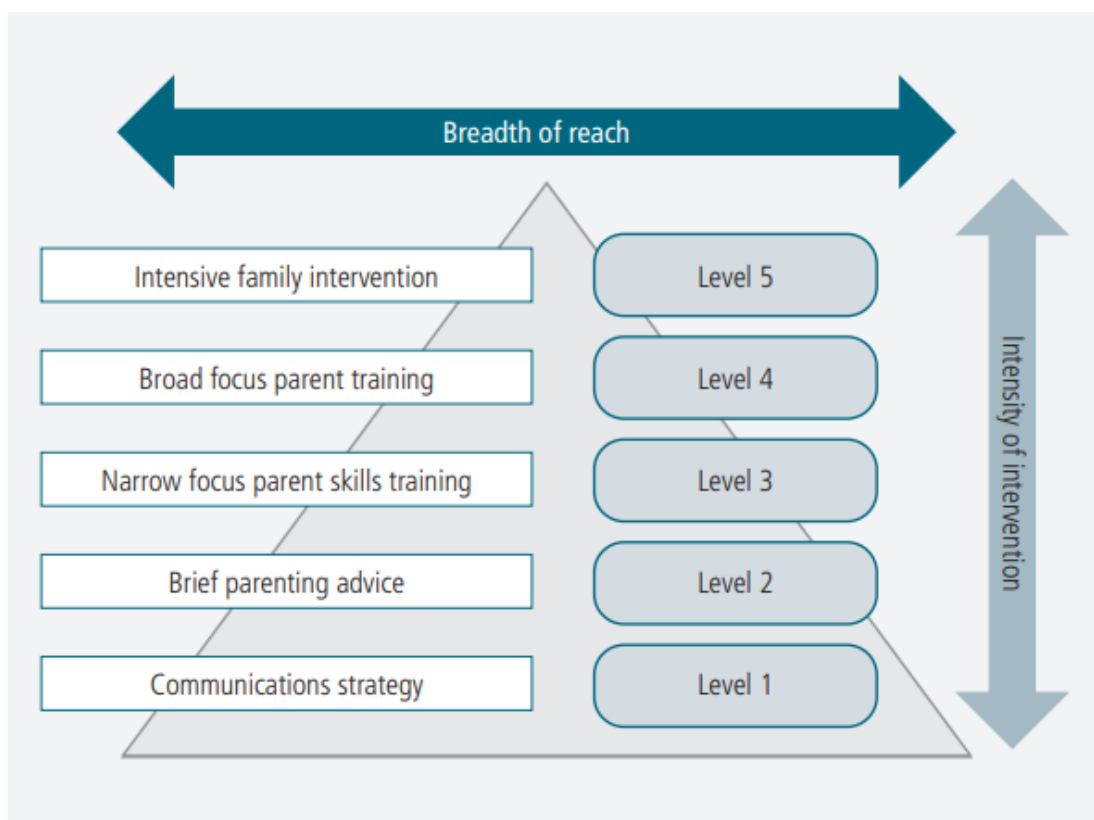 Breadth of reach
Intensive family intervention
Level 5
Broad focus parent training
Level 4
Narrow focus parent skills training
Level 3
Brief parenting advice
Level 2
Communications strategy
Level 1
Intensity of intervention